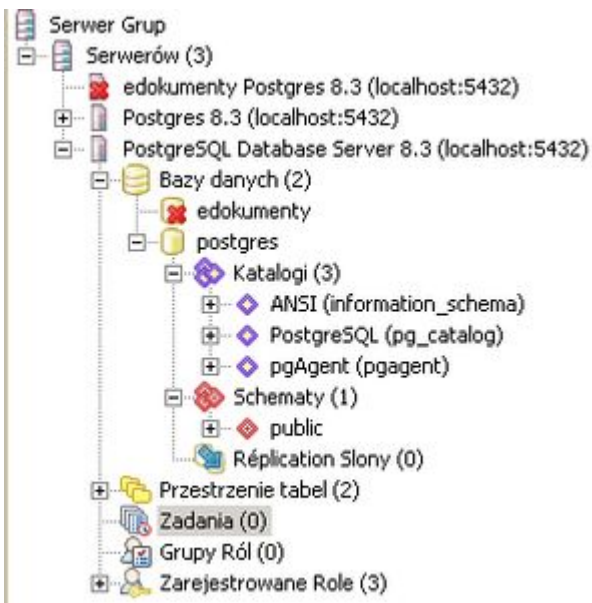 Serwer Grup
Serwerów (3)
edokumenty Postgres 8.3 (localhost:5432)
Postgres 8.3 (localhost:5432)
PostgreSQL Database Server 8.3 (localhost:5432)
Bazy danych (2)
edokumenty
postgres
Katalogi (3)
ANSI (information_schema)
PostgreSQL (pg_catalog)
pgAgent (pgagent)
Schematy (1)
public
Réplication Slony (0)
Przestrzenie tabel (2)
Zadania (0)
Grupy Ról (0)
Zarejestrowane Role (3)